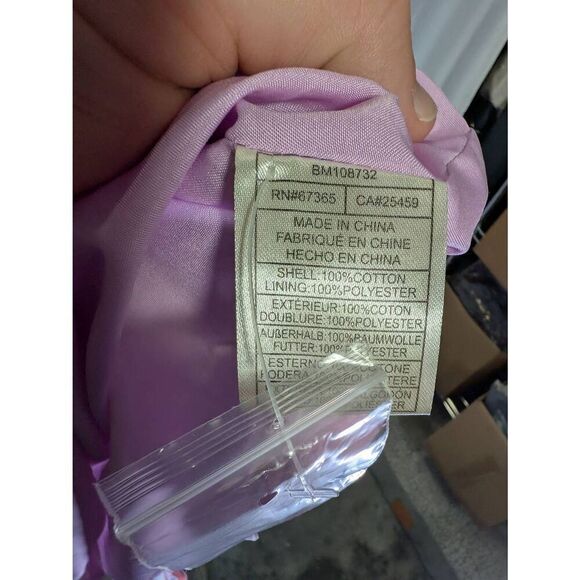 BM108732
RN#67365 CA#25459
MADE IN CHINA
FABRIQUÉ EN CHINE
HECHO EN CHINA
SHELL:100%COTTON
LINING:100%POLYESTER
EXTÉRIEUR:100%COTON
DOUBLURE:100%POLYESTER
AUßERHALB:100%BAUMWOLLE
FUTTER:100%POLYESTER